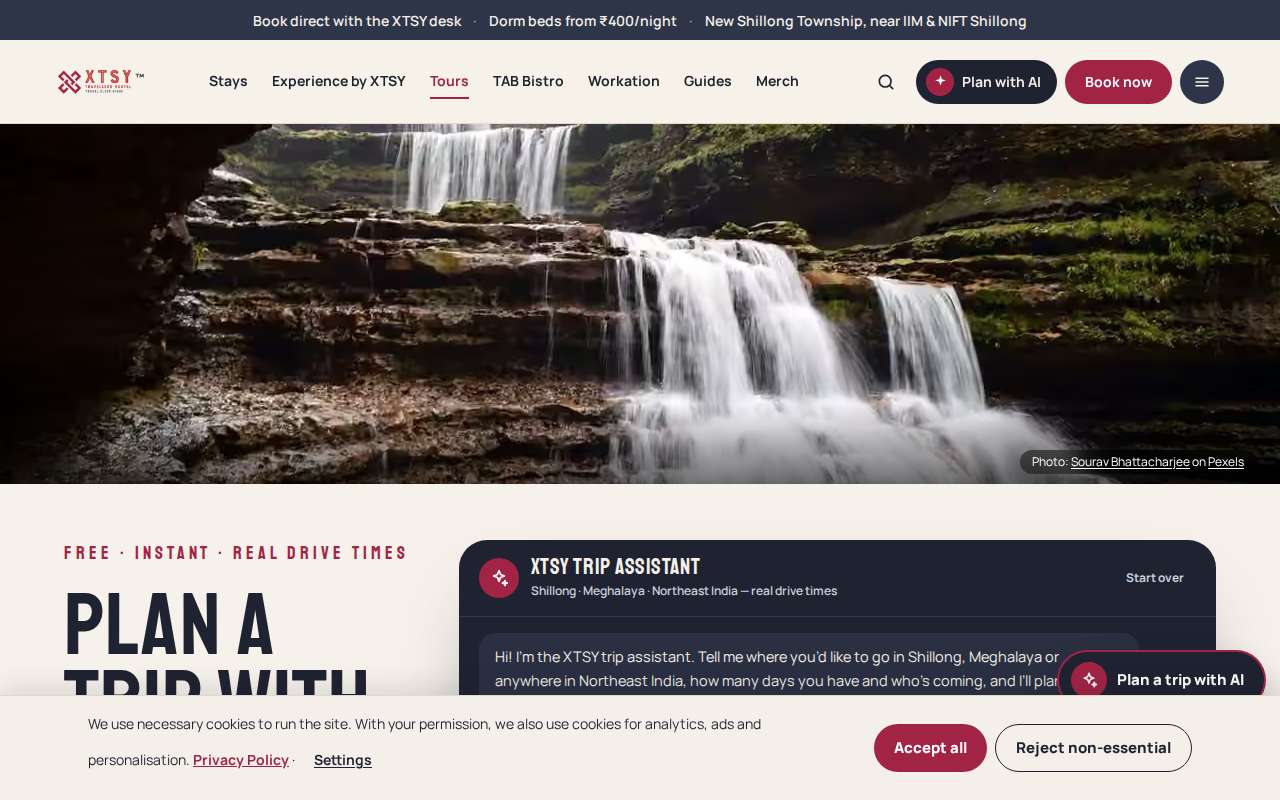 Book direct with the XTSY desk · Dorm beds from ₹400/night · New Shillong Township, near IIM & NIFT Shillong
XTSY™
Stays Experience by XTSY Tours TAB Bistro Workation Guides Merch Plan with AI Book now
Photo: Sourav Bhattacharjee on Pexels
FREE · INSTANT · REAL DRIVE TIMES
PLAN A
TRIP WITH
XTSY TRIP ASSISTANT
Shillong · Meghalaya · Northeast India — real drive times
Start over
Hi! I'm the XTSY trip assistant. Tell me where you'd like to go in Shillong, Meghalaya or
anywhere in Northeast India, how many days you have and who's coming, and I'll plan
Plan a trip with AI
We use necessary cookies to run the site. With your permission, we also use cookies for analytics, ads and
personalisation. Privacy Policy · Settings
Accept all
Reject non-essential